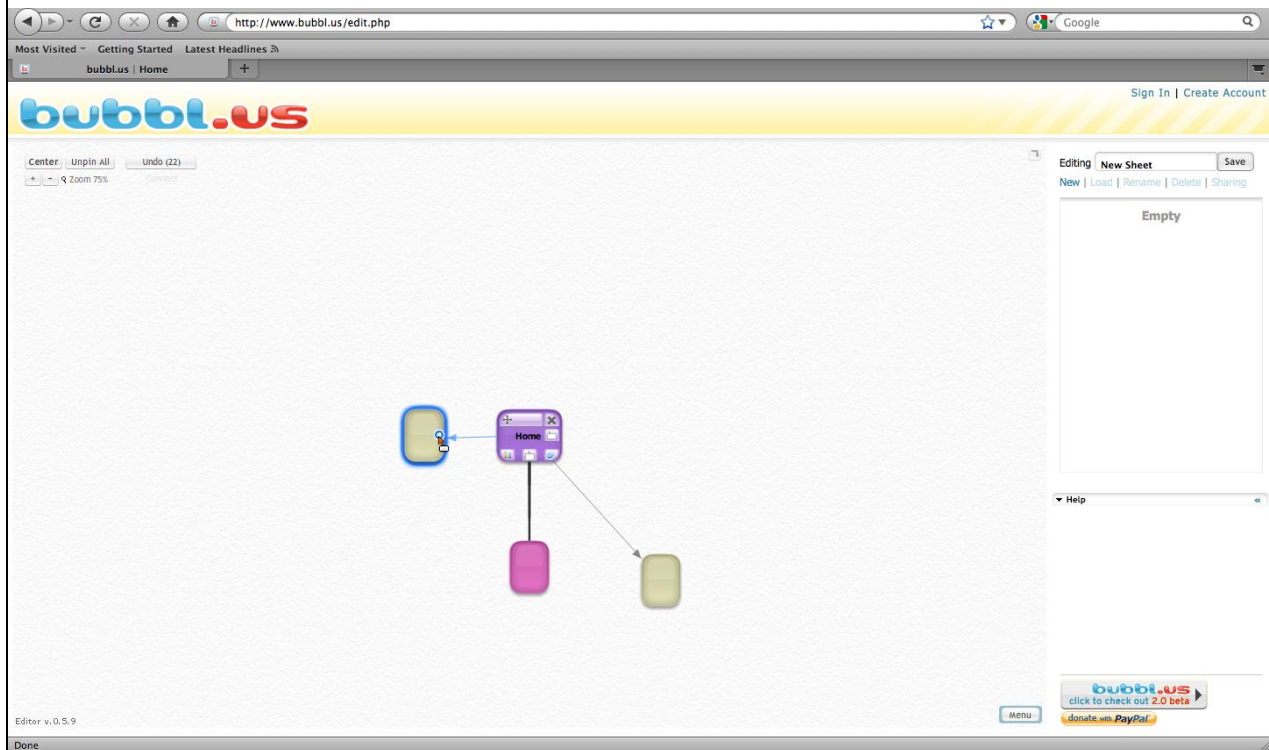 http://www.bubbl.us/edit.php
Google
Most Visited Getting Started Latest Headlines
bubbl.us | Home
+
bubbl.us
Sign In | Create Account
Center Unpin All Undo (22)
+ - Zoom 75% Connect
Editing New Sheet Save
New | Load | Rename | Delete | Sharing
Empty
Home
Help «
bubbl.us
click to check out 2.0 beta
donate with PayPal
Menu
Editor v.0.5.9
Done